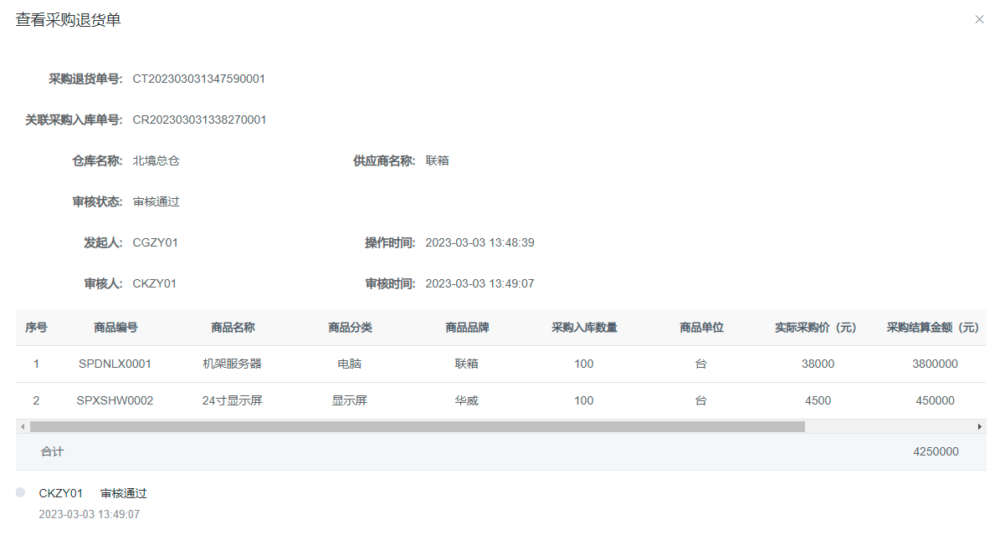 查看采购退货单
采购退货单号: CT202303031347590001
关联采购入库单号: CR202303031338270001
仓库名称: 北境总仓 供应商名称: 联箱
审核状态: 审核通过
发起人: CGZY01 操作时间: 2023-03-03 13:48:39
审核人: CKZY01 审核时间: 2023-03-03 13:49:07
序号 商品编号 商品名称 商品分类 商品品牌 采购入库数量 商品单位 实际采购价（元） 采购结算金额（元）
1 SPDNLX0001 机架服务器 电脑 联箱 100 台 38000 3800000
2 SPXSHW0002 24寸显示屏 显示屏 华威 100 台 4500 450000
合计 4250000
CKZY01 审核通过
2023-03-03 13:49:07